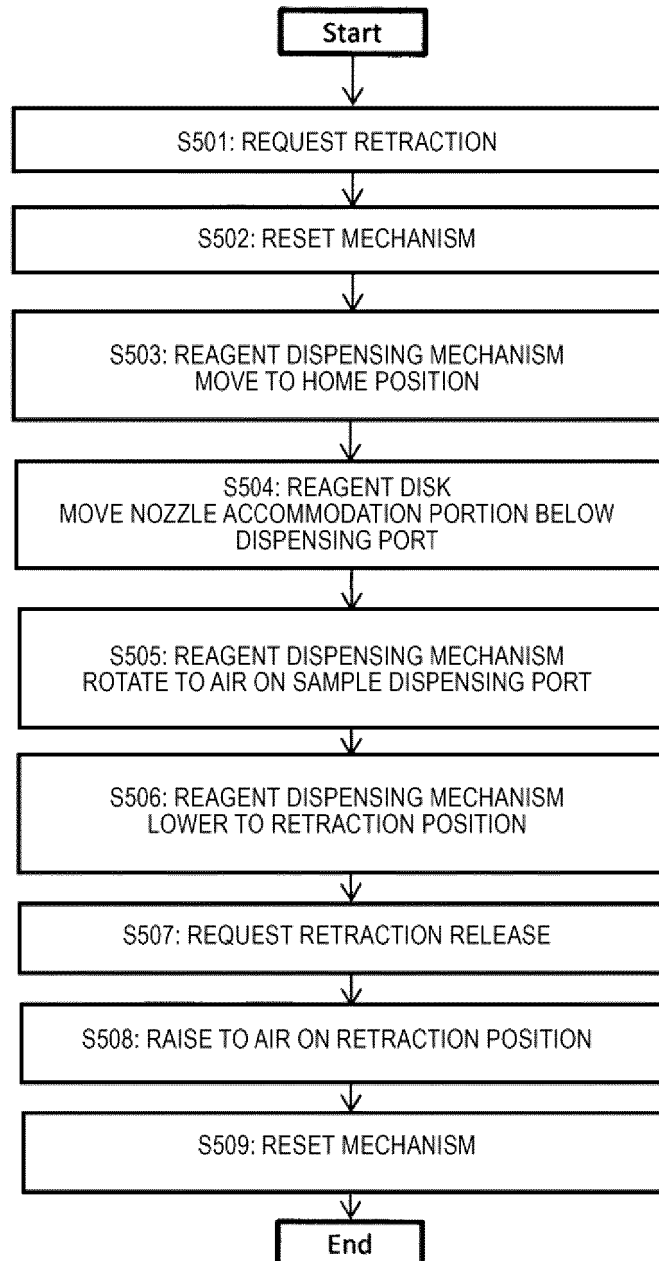 Start
S501: REQUEST RETRACTION
S502: RESET MECHANISM
S503: REAGENT DISPENSING MECHANISM
MOVE TO HOME POSITION
S504: REAGENT DISK
MOVE NOZZLE ACCOMMODATION PORTION BELOW
DISPENSING PORT
S505: REAGENT DISPENSING MECHANISM
ROTATE TO AIR ON SAMPLE DISPENSING PORT
S506: REAGENT DISPENSING MECHANISM
LOWER TO RETRACTION POSITION
S507: REQUEST RETRACTION RELEASE
S508: RAISE TO AIR ON RETRACTION POSITION
S509: RESET MECHANISM
End